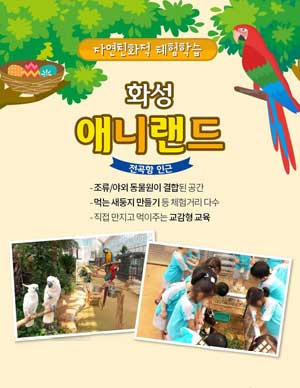 자연친화적 체험학습
화성
애니랜드
전곡항 인근
- 조류/야외 동물원이 결합된 공간
- 먹는 새둥지 만들기 등 체험거리 다수
- 직접 만지고 먹이주는 교감형 교육